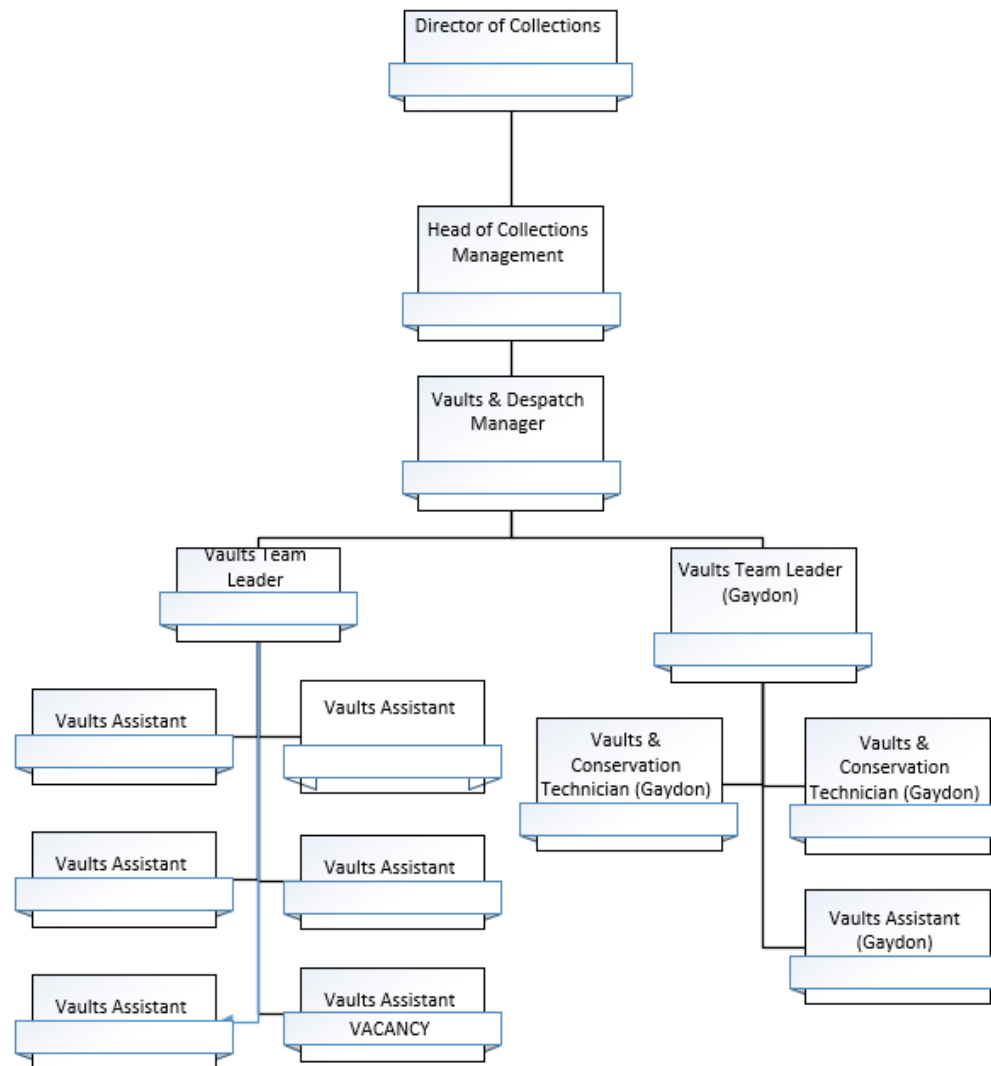 Director of Collections
Head of Collections
Management
Vaults & Despatch
Manager
Vaults Team
Leader
Vaults Team Leader
(Gaydon)
Vaults Assistant
Vaults Assistant
Vaults &
Conservation
Technician (Gaydon)
Vaults &
Conservation
Technician (Gaydon)
Vaults Assistant
Vaults Assistant
Vaults Assistant
(Gaydon)
Vaults Assistant
Vaults Assistant
VACANCY